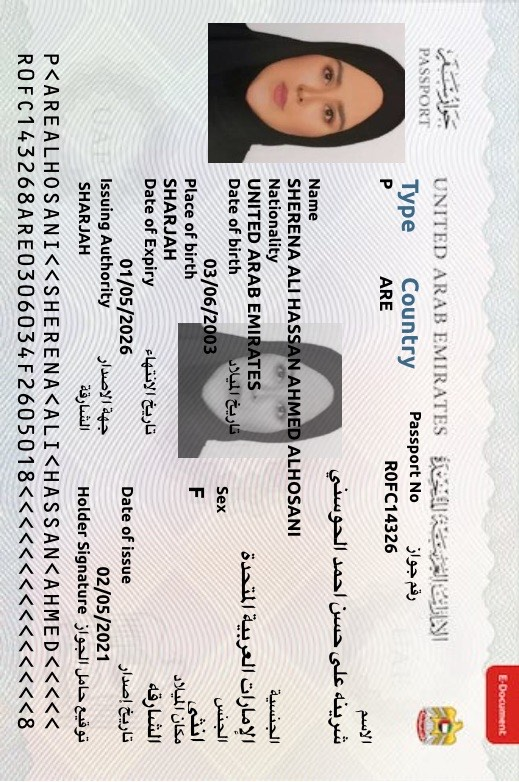 E-Document
جواز سفر
PASSPORT
UNITED ARAB EMIRATES
الإمارات العربية المتحدة
Type
Country
Passport No
رقم جواز
P
ARE
R0FC14326
الاسم
شرينه على حسن احمد الحوسني
Name
SHERENA ALI HASSAN AHMED ALHOSANI
Nationality
الجنسية
UNITED ARAB EMIRATES
الإمارات العربية المتحدة
Date of birth
تاريخ الميلاد
Sex
الجنس
03/06/2003
F
انثى
Place of birth
مكان الميلاد
SHARJAH
الشارقه
Date of Expiry
تاريخ الانتهاء
Date of issue
تاريخ إصدار
01/05/2026
02/05/2021
Issuing Authority
جهة الاصدار
Holder Signature
توقيع حامل الجواز
SHARJAH
الشارقة
P<AREALHOSANI<<SHERENA<ALI<HASSAN<AHMED<<<<<
R0FC143268ARE0306034F2605018<<<<<<<<<<<<<<8